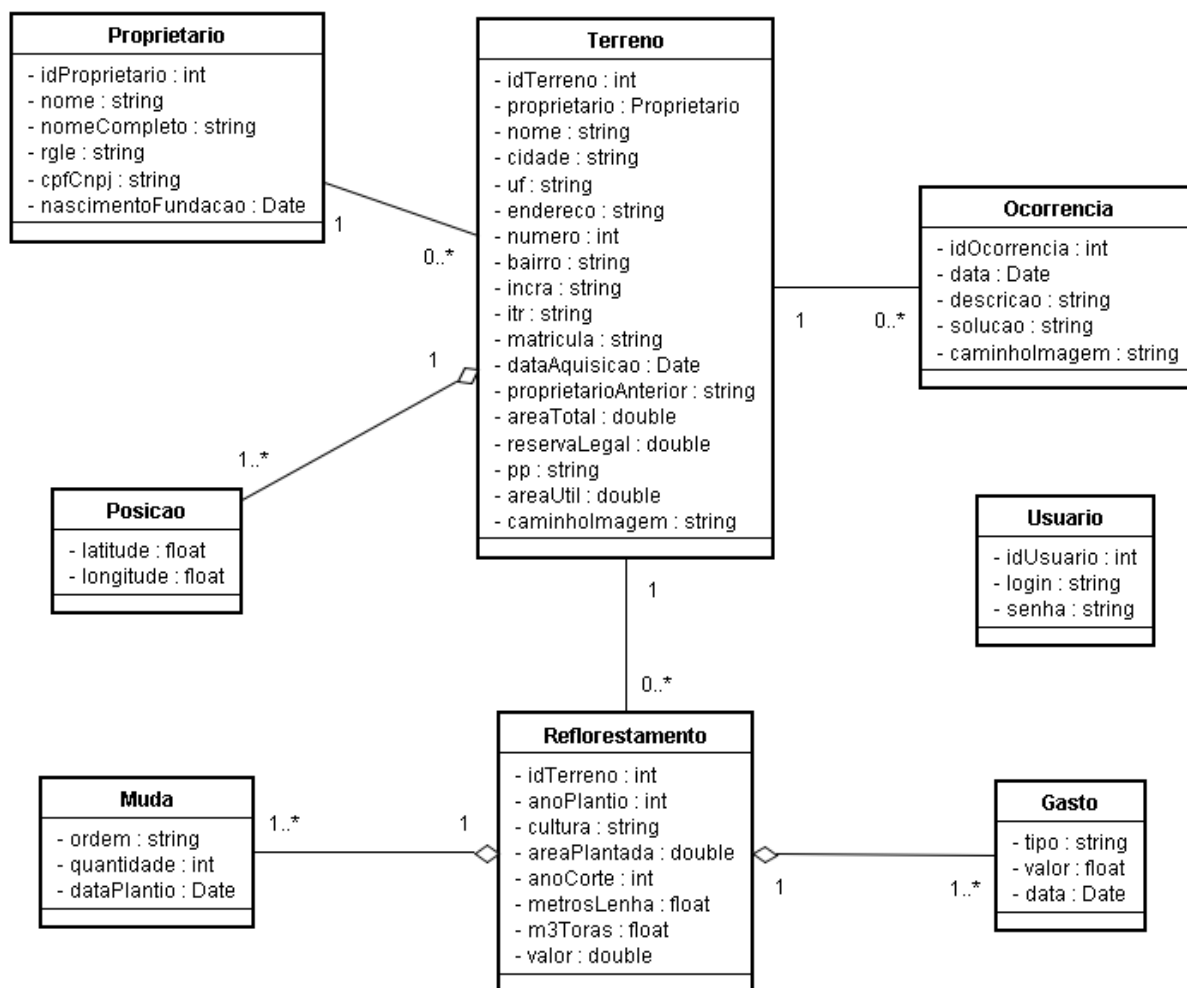 Proprietario
- idProprietario : int
- nome : string
- nomeCompleto : string
- rgIe : string
- cpfCnpj : string
- nascimentoFundacao : Date
1
0..*
Terreno
- idTerreno : int
- proprietario : Proprietario
- nome : string
- cidade : string
- uf : string
- endereco : string
- numero : int
- bairro : string
- incra : string
- itr : string
- matricula : string
- dataAquisicao : Date
- proprietarioAnterior : string
- areaTotal : double
- reservaLegal : double
- pp : string
- areaUtil : double
- caminhoImagem : string
1
0..*
Ocorrencia
- idOcorrencia : int
- data : Date
- descricao : string
- solucao : string
- caminhoImagem : string
1
1..*
Posicao
- latitude : float
- longitude : float
Usuario
- idUsuario : int
- login : string
- senha : string
1
0..*
Reflorestamento
- idTerreno : int
- anoPlantio : int
- cultura : string
- areaPlantada : double
- anoCorte : int
- metrosLenha : float
- m3Toras : float
- valor : double
Muda
- ordem : string
- quantidade : int
- dataPlantio : Date
1..*
1
1
1..*
Gasto
- tipo : string
- valor : float
- data : Date